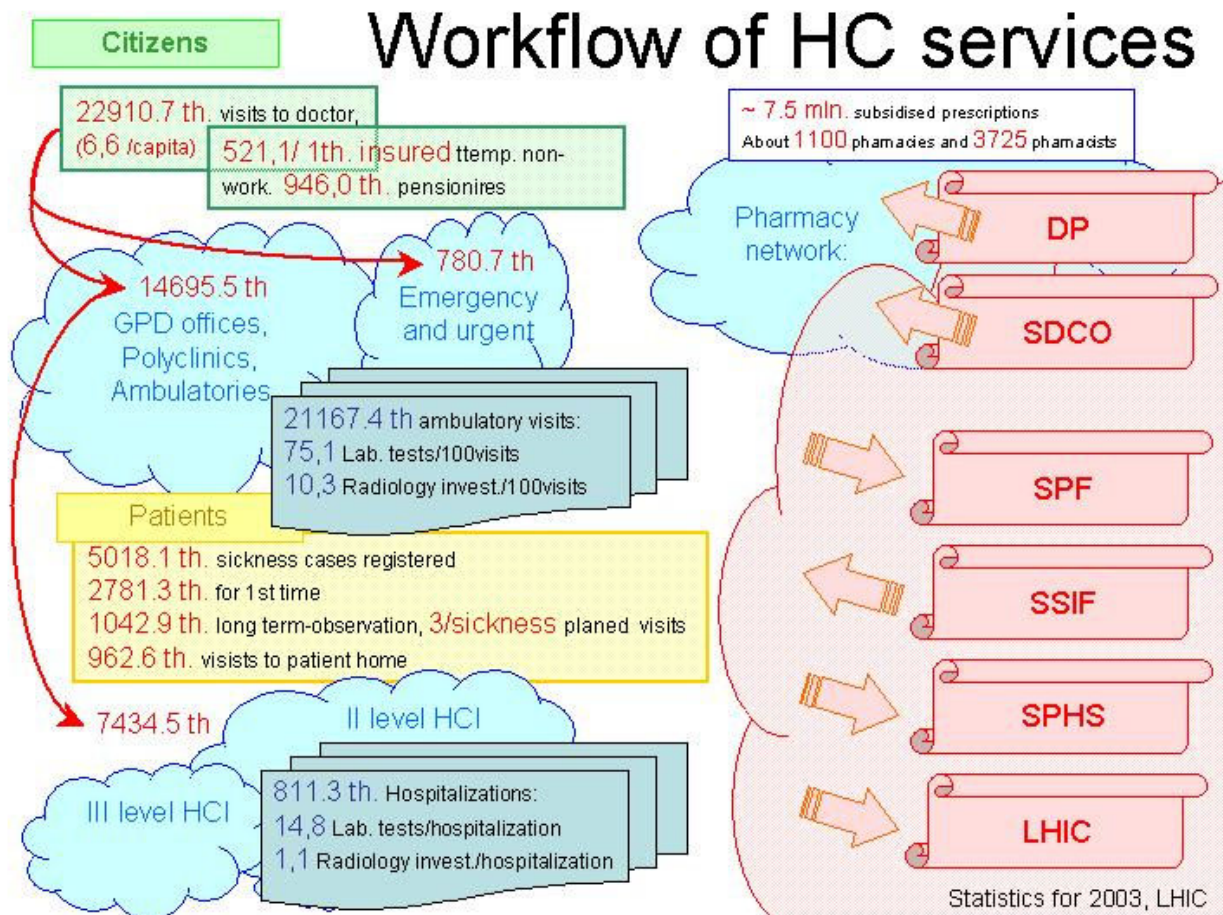 Citizens
Workflow of HC services
22910.7 th. visits to doctor,
(6,6 /capita)
521,1/ 1th. insured ttemp. non-
work. 946,0 th. pensionires
~ 7.5 mln. subsidised prescriptions
About 1100 phamacies and 3725 phamacists
Pharmacy
network:
DP
SDCO
SPF
SSIF
SPHS
LHIC
14695.5 th
GPD offices,
Polyclinics,
Ambulatories
780.7 th
Emergency
and urgent
21167.4 th ambulatory visits:
75,1 Lab. tests/100visits
10,3 Radiology invest./100visits
Patients
5018.1 th. sickness cases registered
2781.3 th. for 1st time
1042.9 th. long term-observation, 3/sickness planed visits
962.6 th. visists to patient home
7434.5 th
II level HCI
III level HCI
811.3 th. Hospitalizations:
14,8 Lab. tests/hospitalization
1,1 Radiology invest./hospitalization
Statistics for 2003, LHIC